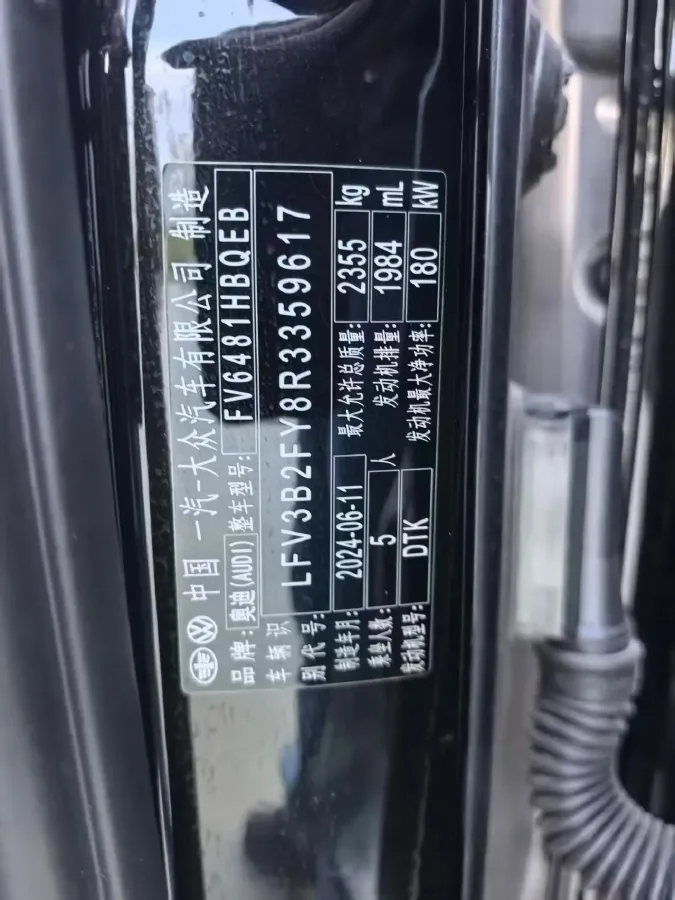 中国 一汽-大众汽车有限公司 制造
品牌: 奥迪(AUDI) 整车型号: FV6481HBQEB
车辆识别代号: LFV3B2FY8R3359617
制造年月: 2024-06-11 最大允许总质量: 2355 kg
乘坐人数: 5 人 发动机排量: 1984 mL
发动机型号: DTK 发动机最大净功率: 180 kW